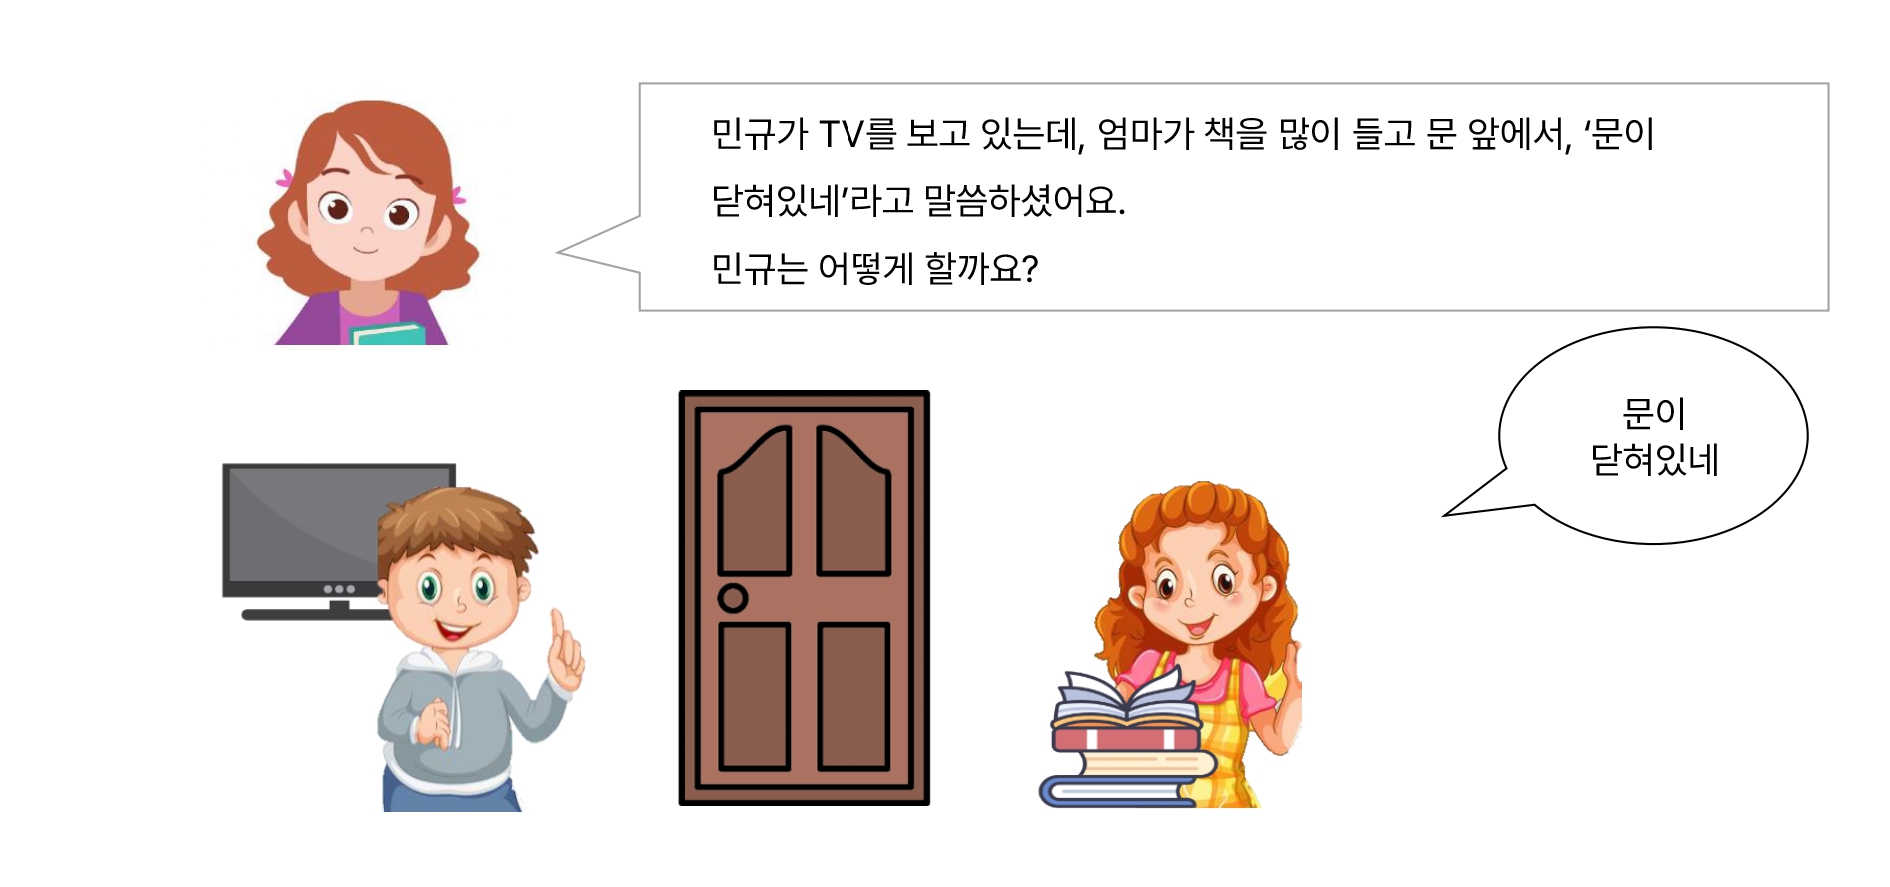 민규가 TV를 보고 있는데, 엄마가 책을 많이 들고 문 앞에서, ‘문이
닫혀있네’라고 말씀하셨어요.
민규는 어떻게 할까요?
문이
닫혀있네